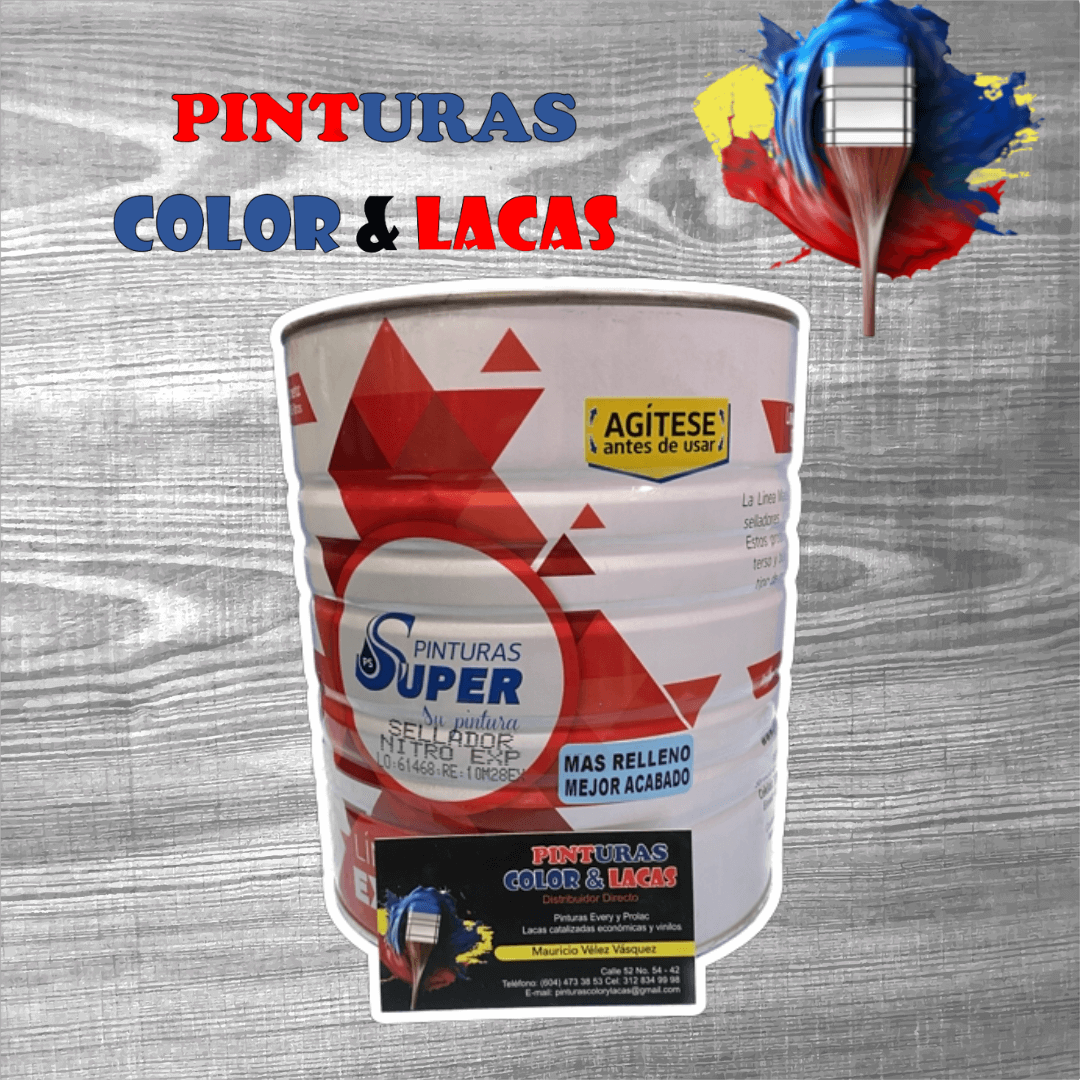 PINTURAS
COLOR & LACAS
AGÍTESE
antes de usar
La Línea
selladores
Estos
terso y
PS
PINTURAS
SUPER
Su pintura
SELLADOR
NITRO EXP
LO:61468:RE:10M28EX
MAS RELLENO
MEJOR ACABADO
PINTURAS
COLOR & LACAS
Distribuidor Directo
Pinturas Every y Prolac
Lacas catalizadas económicas y vinilos
Mauricio Vélez Vásquez
Calle 52 No. 54 - 42
Teléfono: (604) 473 38 53 Cel: 312 834 99 98
E-mail: pinturascolorylacas@gmail.com